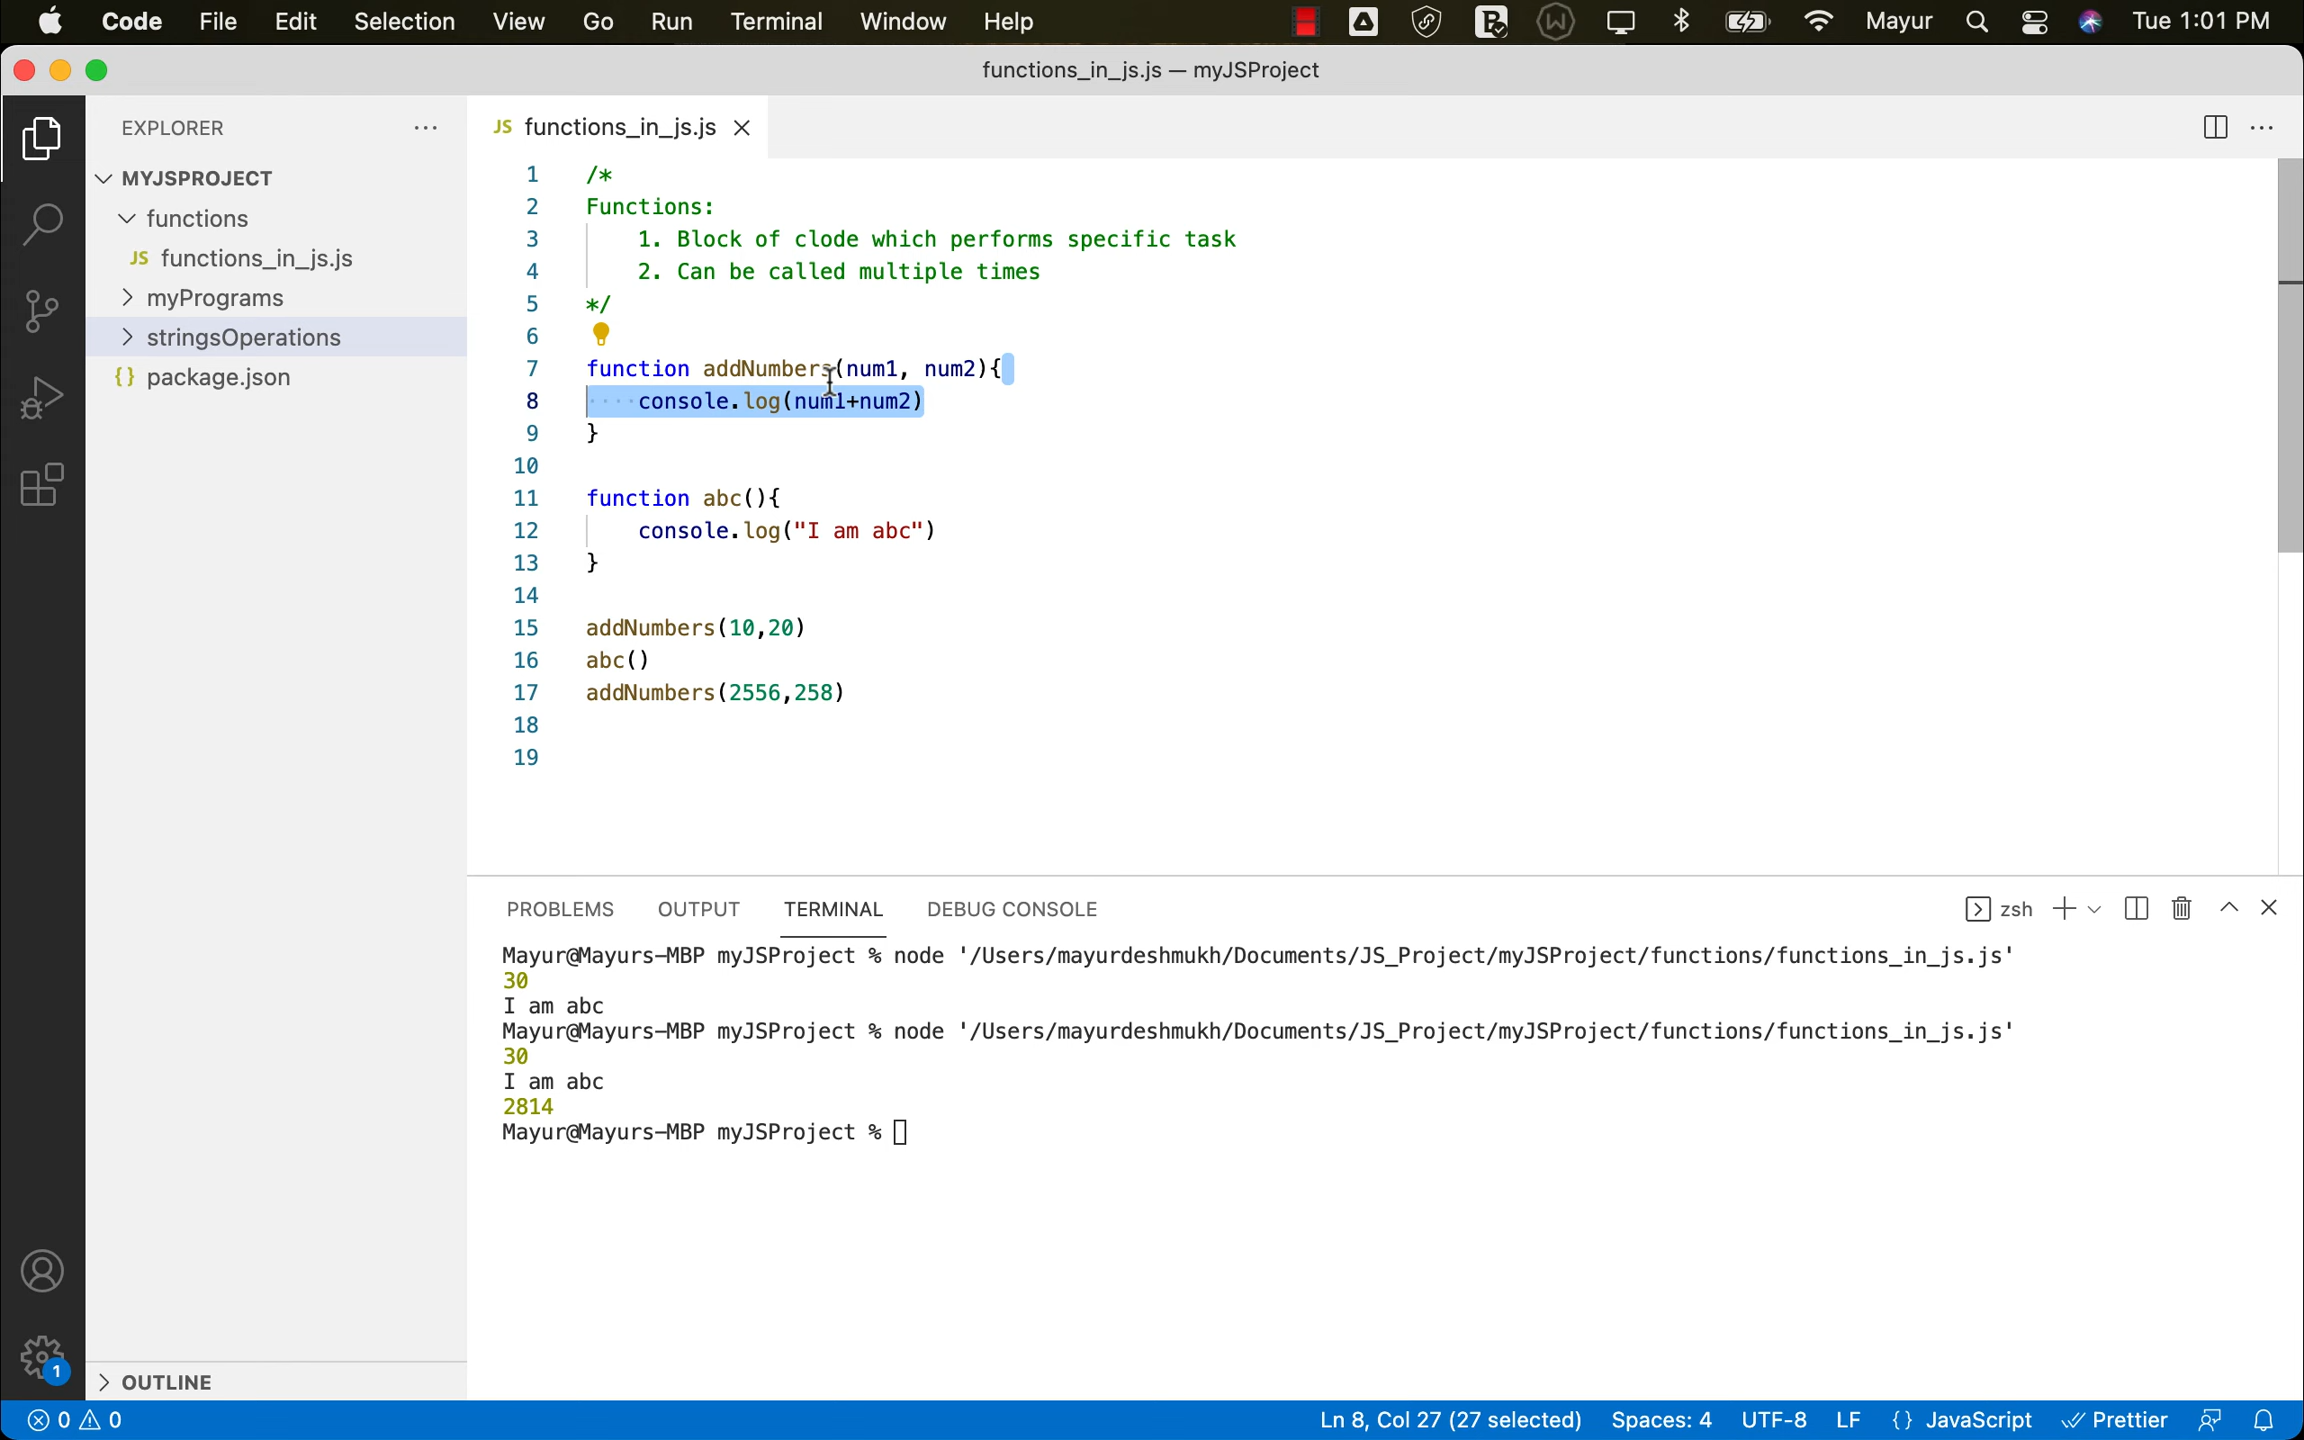 Code File Edit Selection View Go Run Terminal Window Help Mayur Tue 1:01 PM
functions_in_js.js — myJSProject
EXPLORER
MYJSPROJECT
functions
JS functions_in_js.js
myPrograms
stringsOperations
{} package.json
OUTLINE
JS functions_in_js.js
1 /*
2 Functions:
3 1. Block of clode which performs specific task
4 2. Can be called multiple times
5 */
6
7 function addNumbers(num1, num2){
8 ····console.log(num1+num2)
9 }
10
11 function abc(){
12 console.log("I am abc")
13 }
14
15 addNumbers(10,20)
16 abc()
17 addNumbers(2556,258)
18
19
PROBLEMS OUTPUT TERMINAL DEBUG CONSOLE zsh
Mayur@Mayurs-MBP myJSProject % node '/Users/mayurdeshmukh/Documents/JS_Project/myJSProject/functions/functions_in_js.js'
30
I am abc
Mayur@Mayurs-MBP myJSProject % node '/Users/mayurdeshmukh/Documents/JS_Project/myJSProject/functions/functions_in_js.js'
30
I am abc
2814
Mayur@Mayurs-MBP myJSProject %
1
0 0 Ln 8, Col 27 (27 selected) Spaces: 4 UTF-8 LF {} JavaScript Prettier